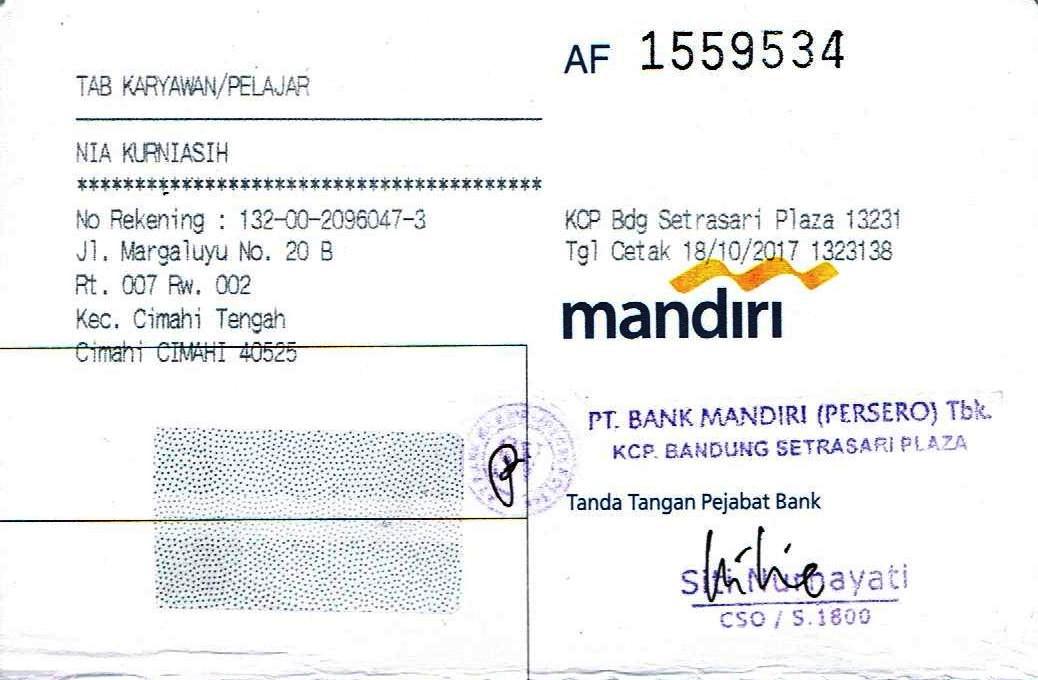 AF 1559534
TAB KARYAWAN/PELAJAR
NIA KURNIASIH
****************************************
No Rekening : 132-00-2096047-3
Jl. Margaluyu No. 20 B
Rt. 007 Rw. 002
Kec. Cimahi Tengah
Cimahi CIMAHI 40525
KCP Bdg Setrasari Plaza 13231
Tgl Cetak 18/10/2017 1323138
mandiri
PT. BANK MANDIRI (PERSERO) Tbk.
KCP. BANDUNG SETRASARI PLAZA
Tanda Tangan Pejabat Bank
Siti Nurhayati
CSO / S.1800